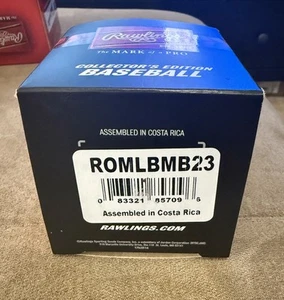 Rawlings
The MARK of a PRO
COLLECTOR'S EDITION
BASEBALL
ASSEMBLED IN COSTA RICA
ROMLBMB23
0 83321 85709 6
Assembled in Costa Rica
RAWLINGS.COM